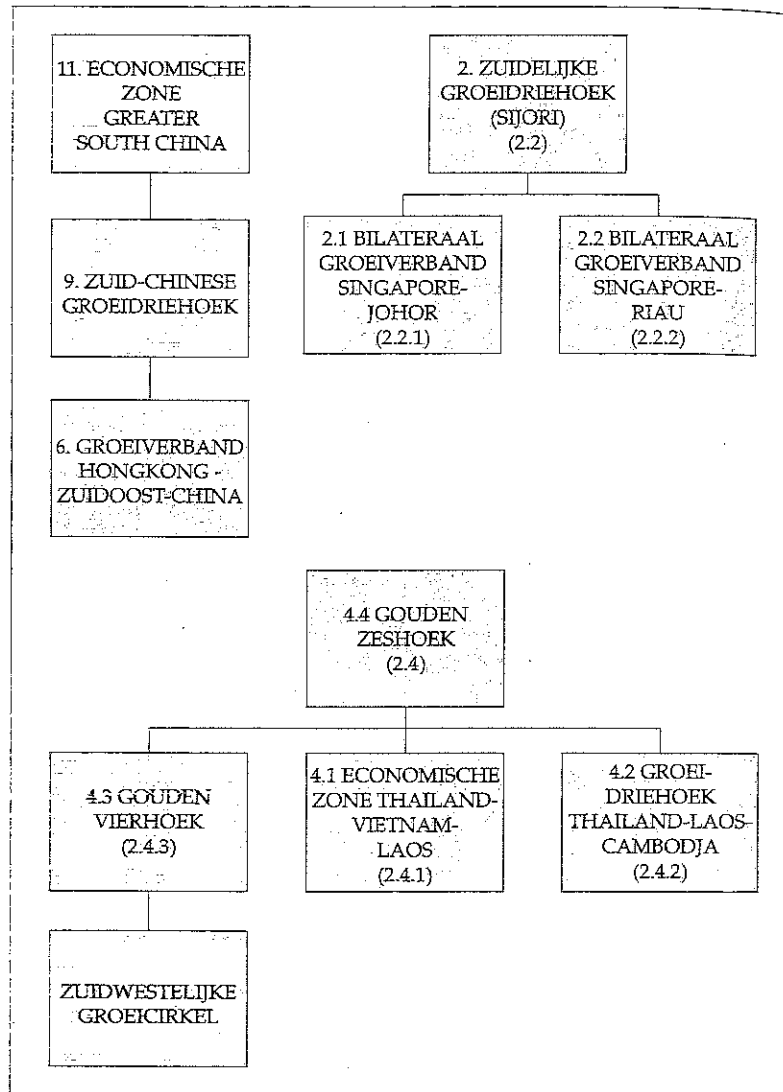 11. ECONOMISCHE
ZONE
GREATER
SOUTH CHINA
2. ZUIDELIJKE
GROEIDRIEHOEK
(SIJORI)
(2.2)
9. ZUID-CHINESE
GROEIDRIEHOEK
2.1 BILATERAAL
GROEIVERBAND
SINGAPORE-
JOHOR
(2.2.1)
2.2 BILATERAAL
GROEIVERBAND
SINGAPORE-
RIAU
(2.2.2)
6. GROEIVERBAND
HONGKONG -
ZUIDOOST-CHINA
4.4 GOUDEN
ZESHOEK
(2.4)
4.3 GOUDEN
VIERHOEK
(2.4.3)
4.1 ECONOMISCHE
ZONE THAILAND-
VIETNAM-
LAOS
(2.4.1)
4.2 GROEI-
DRIEHOEK
THAILAND-LAOS-
CAMBODJA
(2.4.2)
ZUIDWESTELIJKE
GROEICIRKEL